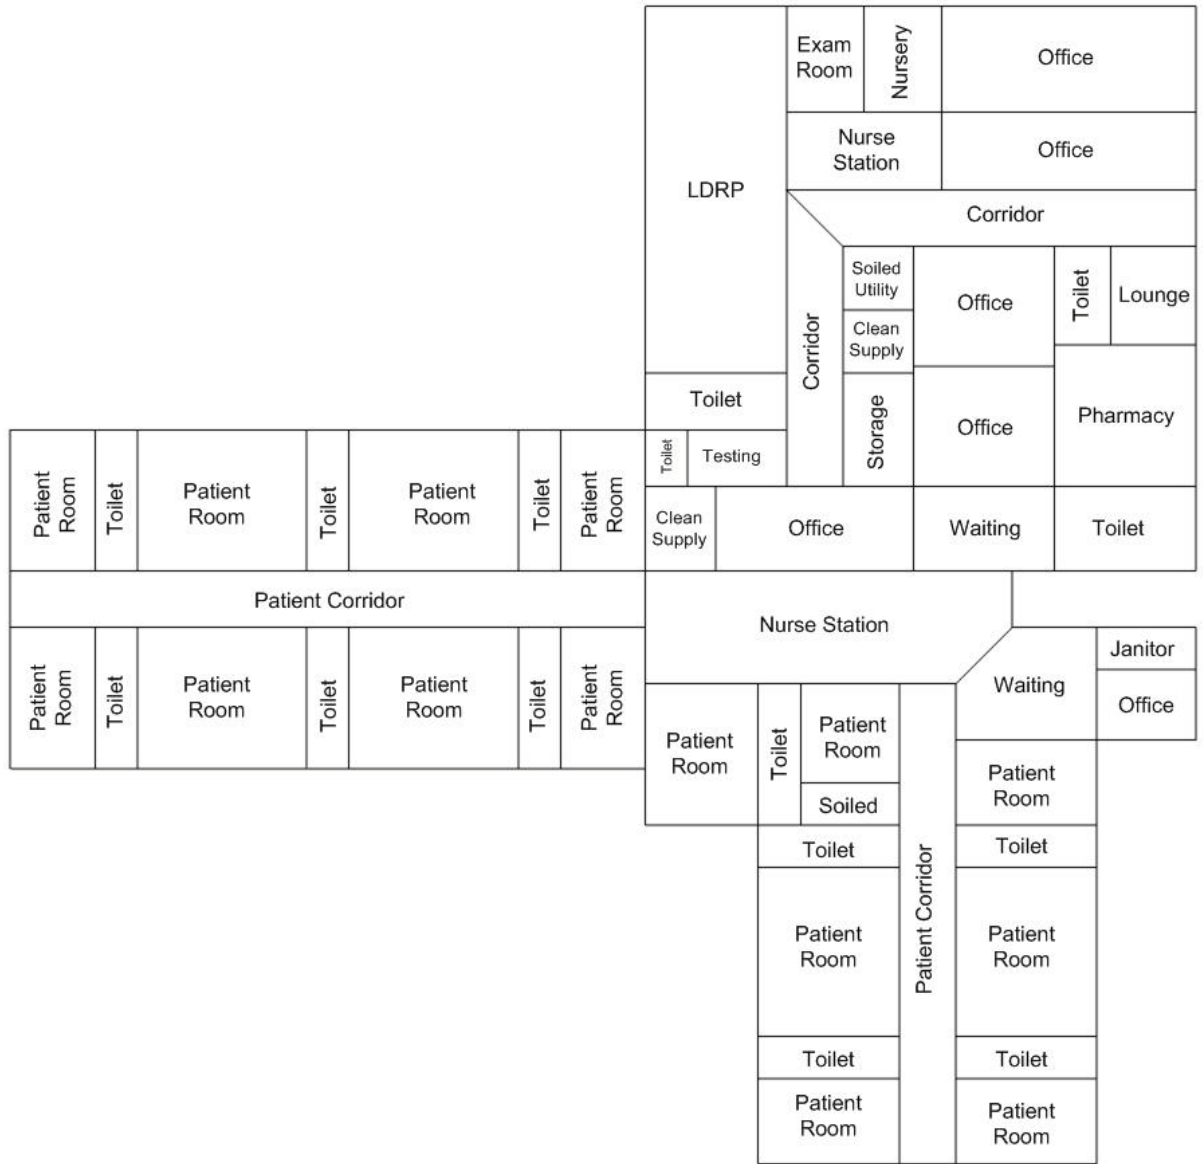 Exam
Room
Nursery
Office
Nurse
Station
Office
LDRP
Corridor
Corridor
Soiled
Utility
Office
Toilet
Lounge
Clean
Supply
Toilet
Storage
Office
Pharmacy
Toilet
Testing
Patient
Room
Toilet
Patient
Room
Toilet
Patient
Room
Toilet
Patient
Room
Clean
Supply
Office
Waiting
Toilet
Patient Corridor
Nurse Station
Patient
Room
Toilet
Patient
Room
Toilet
Patient
Room
Toilet
Patient
Room
Waiting
Janitor
Office
Patient
Room
Toilet
Patient
Room
Soiled
Patient Corridor
Patient
Room
Toilet
Toilet
Patient
Room
Patient
Room
Toilet
Toilet
Patient
Room
Patient
Room